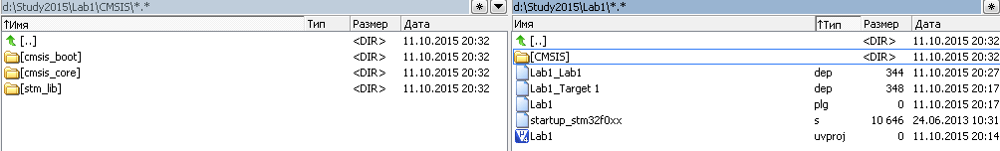 d:\Study2015\Lab1\CMSIS\*.*
* ▼
↑Имя Тип Размер Дата
[..] <DIR> 11.10.2015 20:32
[cmsis_boot] <DIR> 11.10.2015 20:32
[cmsis_core] <DIR> 11.10.2015 20:32
[stm_lib] <DIR> 11.10.2015 20:32
d:\Study2015\Lab1\*.*
*
Имя ↑Тип Размер Дата
[..] <DIR> 11.10.2015 20:32
[CMSIS] <DIR> 11.10.2015 20:32
Lab1_Lab1 dep 344 11.10.2015 20:27
Lab1_Target 1 dep 348 11.10.2015 20:17
Lab1 plg 0 11.10.2015 20:17
startup_stm32f0xx s 10 646 24.06.2013 10:31
Lab1 uvproj 0 11.10.2015 20:14